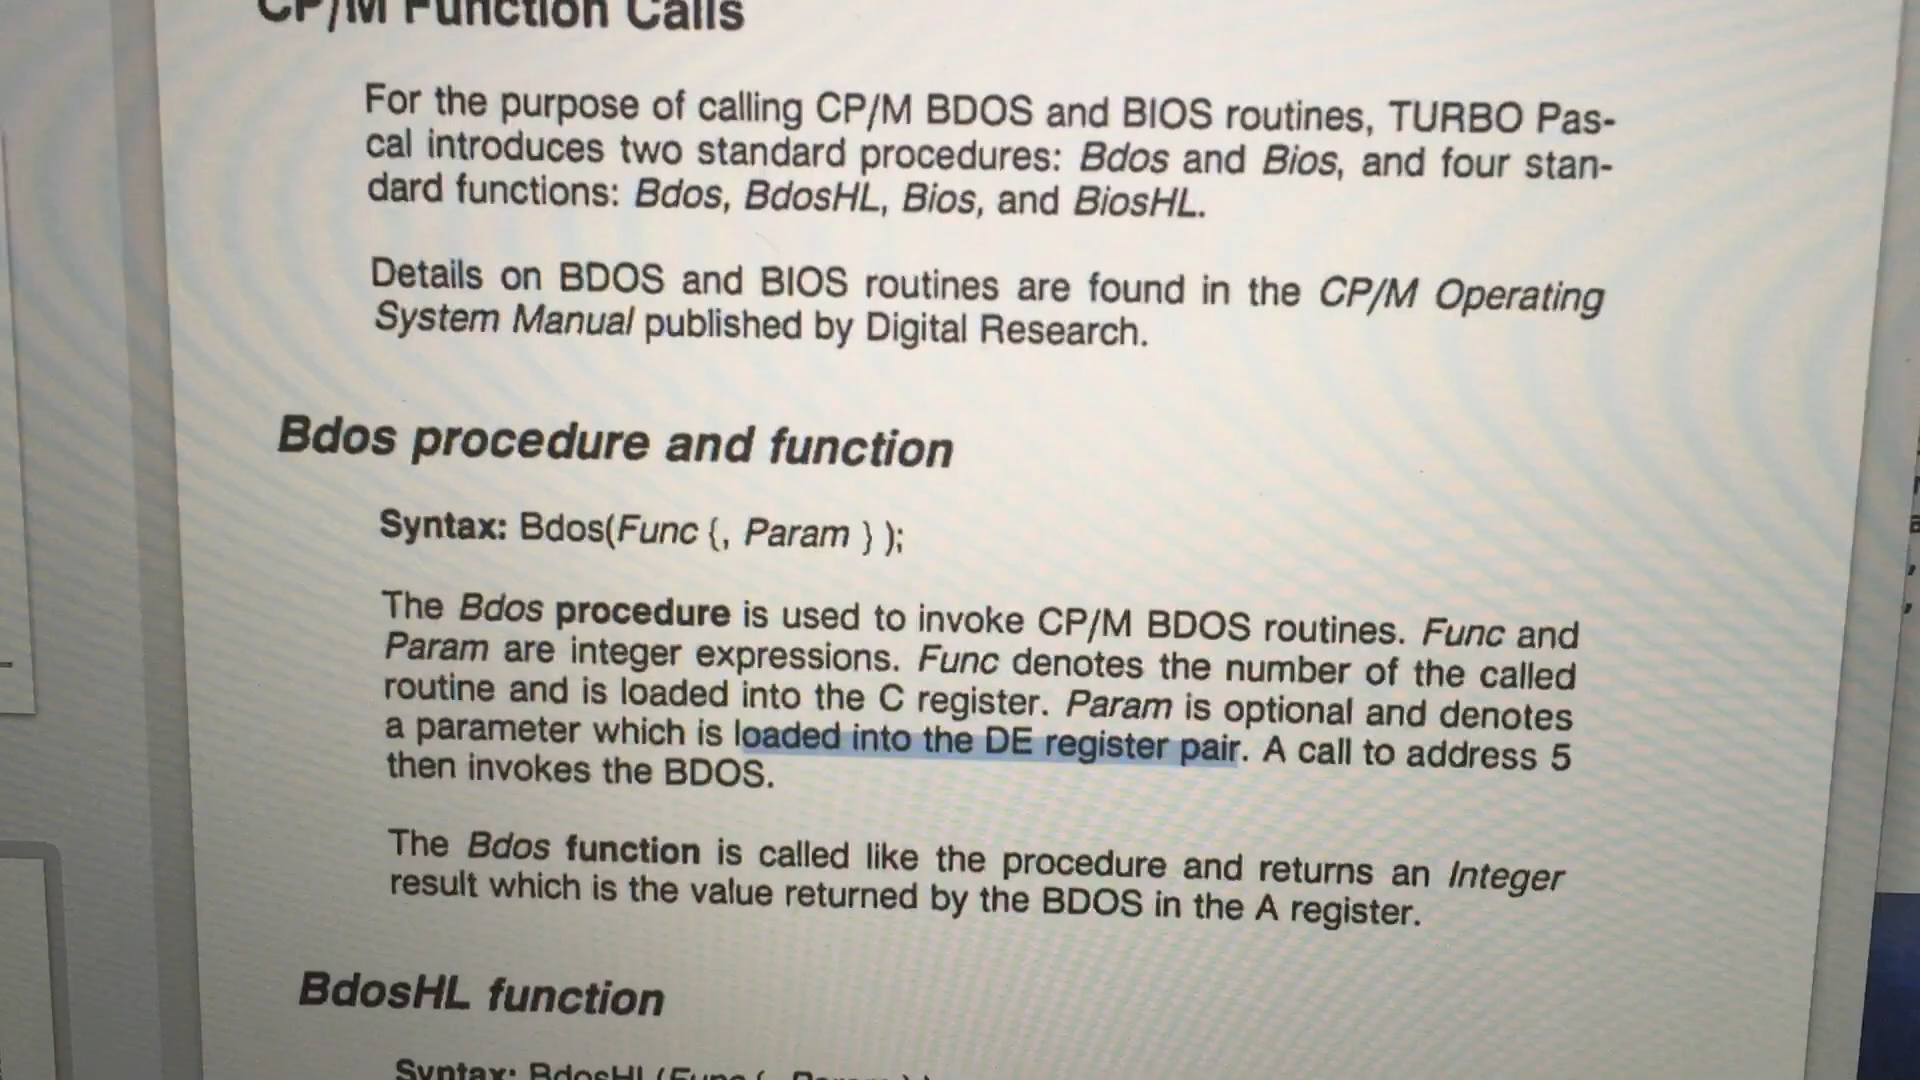 CP/M Function Calls
For the purpose of calling CP/M BDOS and BIOS routines, TURBO Pas-
cal introduces two standard procedures: Bdos and Bios, and four stan-
dard functions: Bdos, BdosHL, Bios, and BiosHL.
Details on BDOS and BIOS routines are found in the CP/M Operating
System Manual published by Digital Research.
Bdos procedure and function
Syntax: Bdos(Func {, Param } );
The Bdos procedure is used to invoke CP/M BDOS routines. Func and
Param are integer expressions. Func denotes the number of the called
routine and is loaded into the C register. Param is optional and denotes
a parameter which is loaded into the DE register pair. A call to address 5
then invokes the BDOS.
The Bdos function is called like the procedure and returns an Integer
result which is the value returned by the BDOS in the A register.
BdosHL function
Syntax: BdosHL(Func {, Param } )